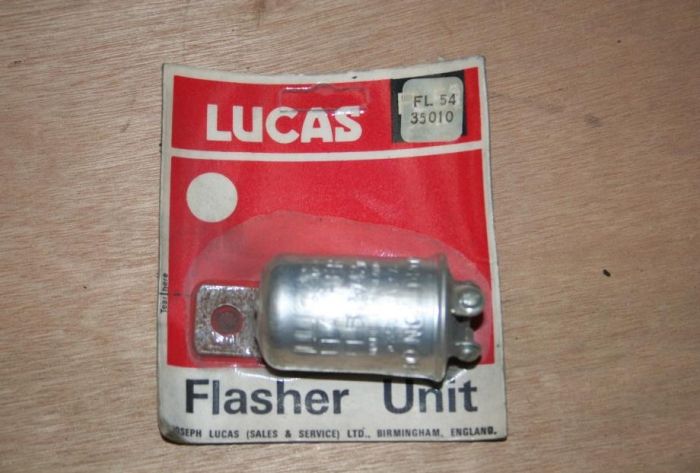 LUCAS
FL. 54
35010
Tear here
Flasher Unit
JOSEPH LUCAS (SALES & SERVICE) LTD., BIRMINGHAM, ENGLAND.